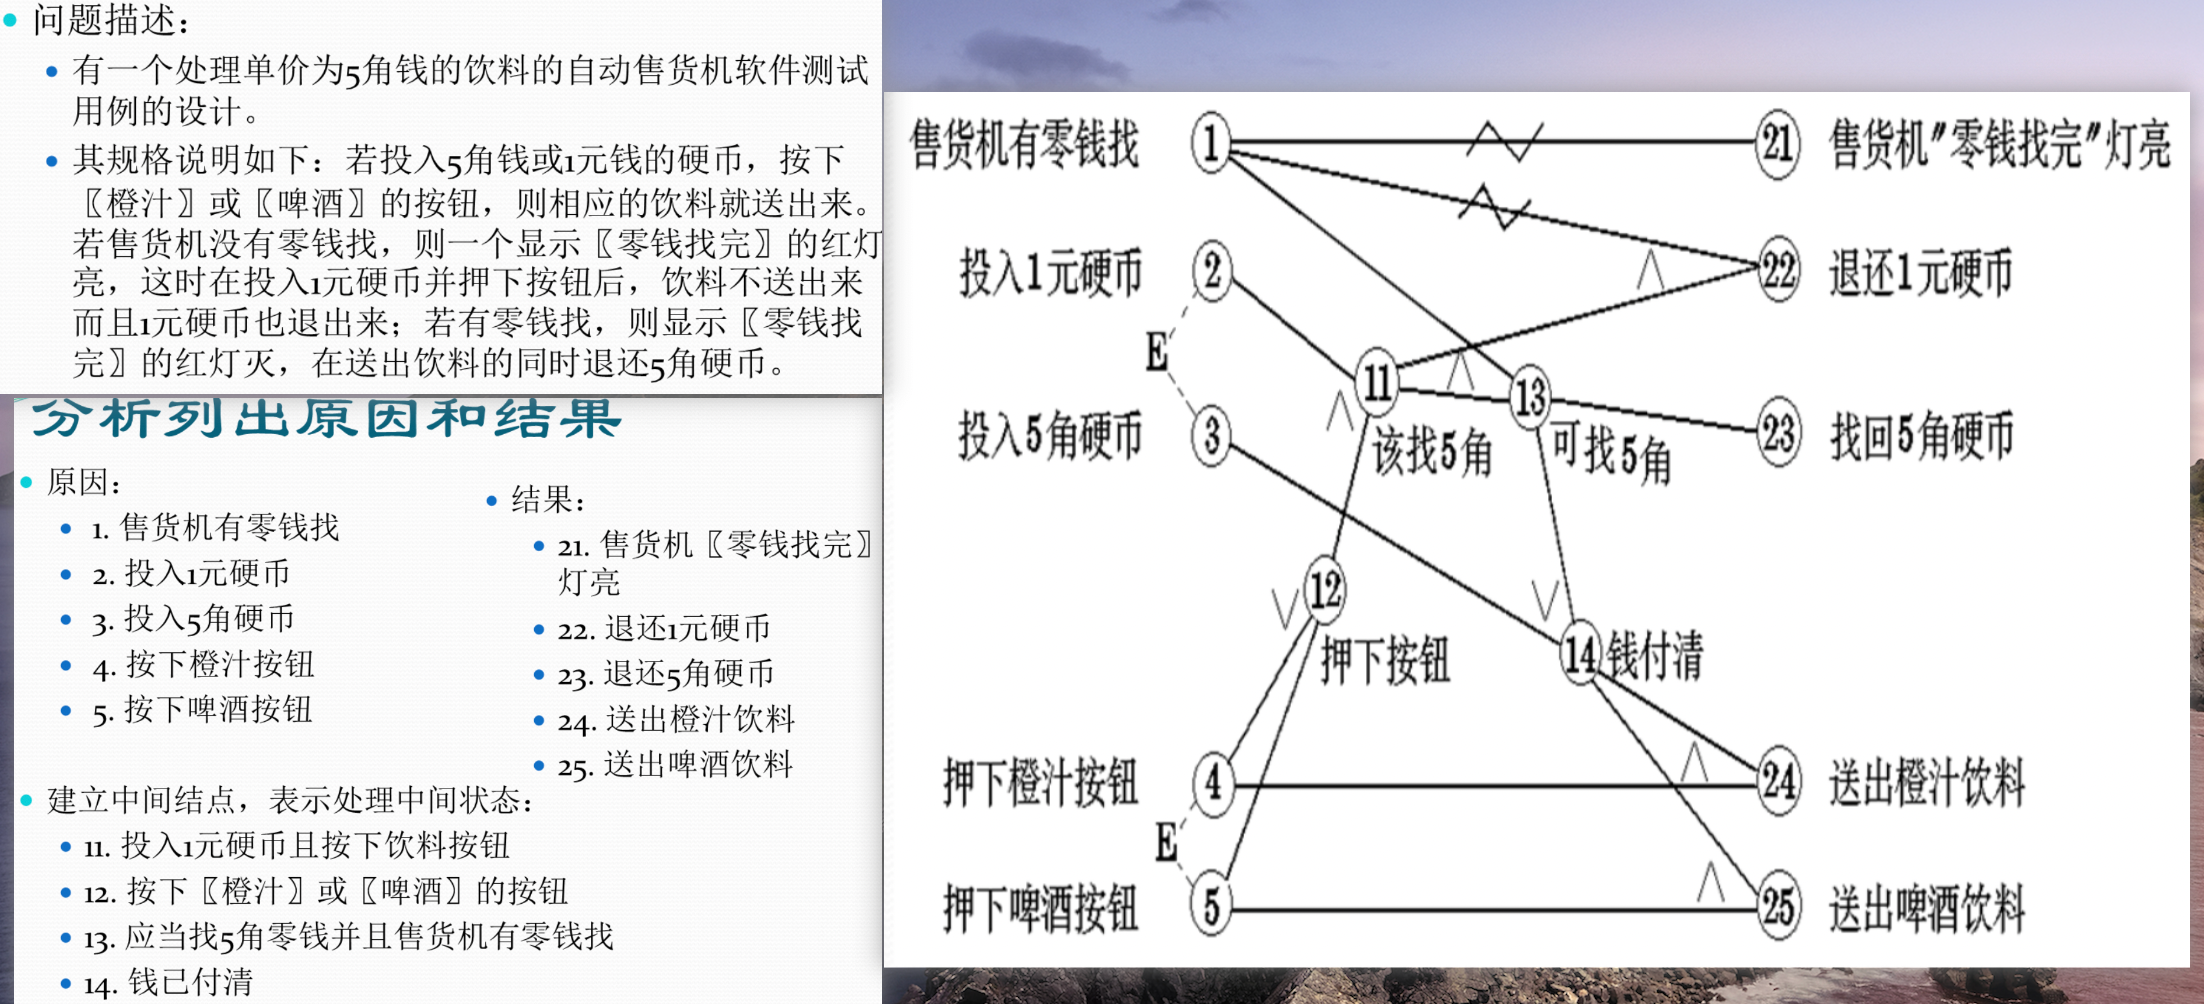 问题描述：
有一个处理单价为5角钱的饮料的自动售货机软件测试
用例的设计。
其规格说明如下：若投入5角钱或1元钱的硬币，按下
〖橙汁〗或〖啤酒〗的按钮，则相应的饮料就送出来。
若售货机没有零钱找，则一个显示〖零钱找完〗的红灯
亮，这时在投入1元硬币并押下按钮后，饮料不送出来
而且1元硬币也退出来；若有零钱找，则显示〖零钱找
完〗的红灯灭，在送出饮料的同时退还5角硬币。
分析列出原因和结果
原因：
1. 售货机有零钱找
2. 投入1元硬币
3. 投入5角硬币
4. 按下橙汁按钮
5. 按下啤酒按钮
结果：
21. 售货机〖零钱找完〗
灯亮
22. 退还1元硬币
23. 退还5角硬币
24. 送出橙汁饮料
25. 送出啤酒饮料
建立中间结点，表示处理中间状态：
11. 投入1元硬币且按下饮料按钮
12. 按下〖橙汁〗或〖啤酒〗的按钮
13. 应当找5角零钱并且售货机有零钱找
14. 钱已付清
售货机有零钱找 1 21 售货机"零钱找完"灯亮
投入1元硬币 2 22 退还1元硬币
E
11 13
投入5角硬币 3 该找5角 可找5角 23 找回5角硬币
12
押下按钮 14 钱付清
押下橙汁按钮 4 24 送出橙汁饮料
E
押下啤酒按钮 5 25 送出啤酒饮料